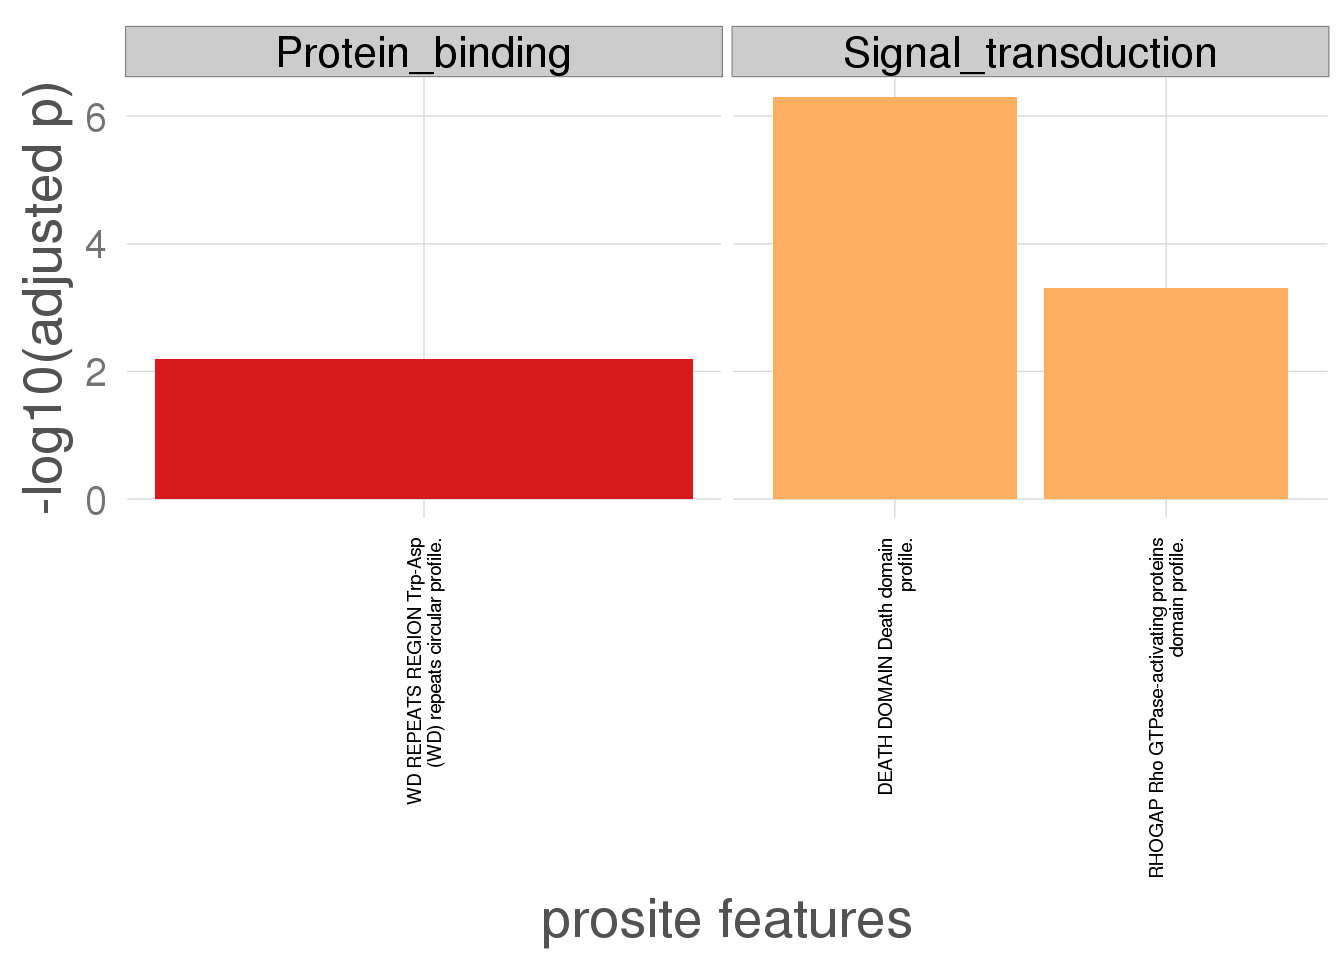 Protein_binding
Signal_transduction
-log10(adjusted p)
6
4
2
0
WD REPEATS REGION Trp-Asp
(WD) repeats circular profile.
DEATH DOMAIN Death domain
profile.
RHOGAP Rho GTPase-activating proteins
domain profile.
prosite features